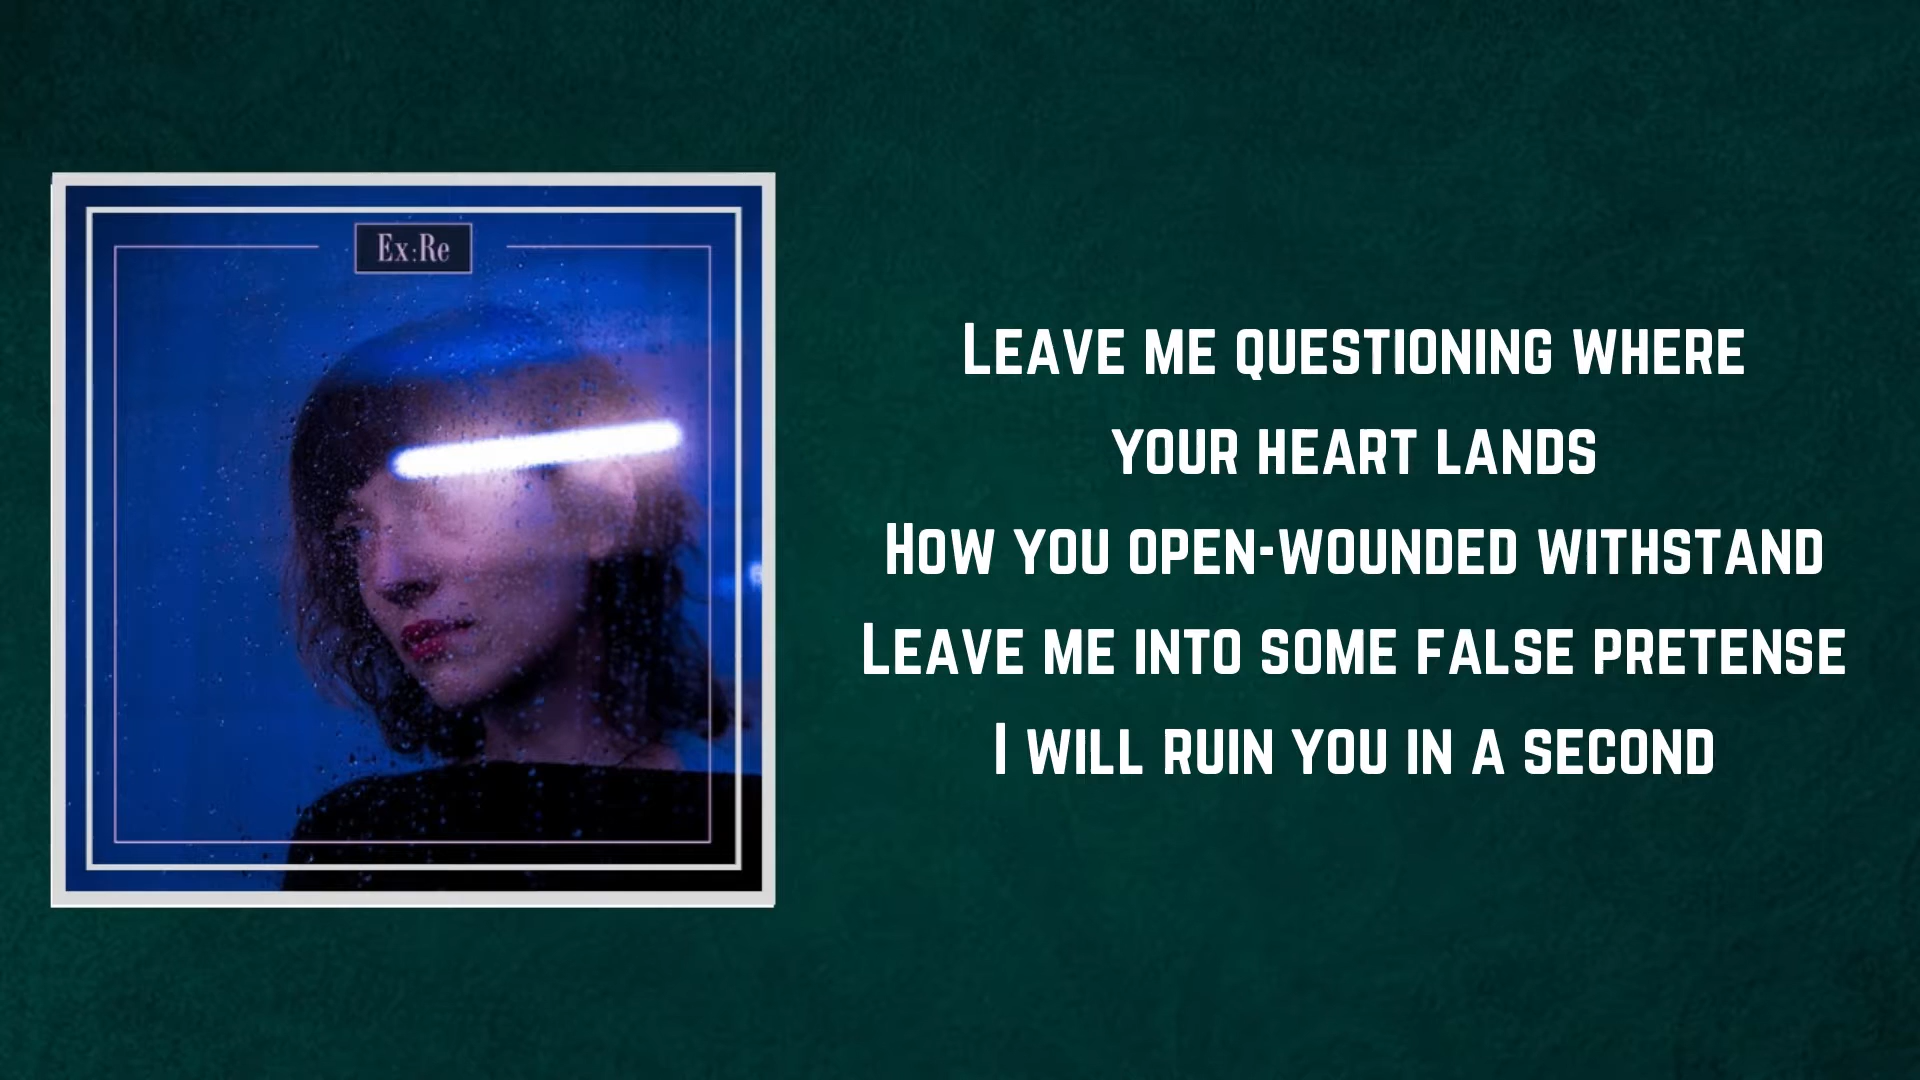 Ex:Re
Leave me questioning where
your heart lands
How you open-wounded withstand
Leave me into some false pretense
I will ruin you in a second